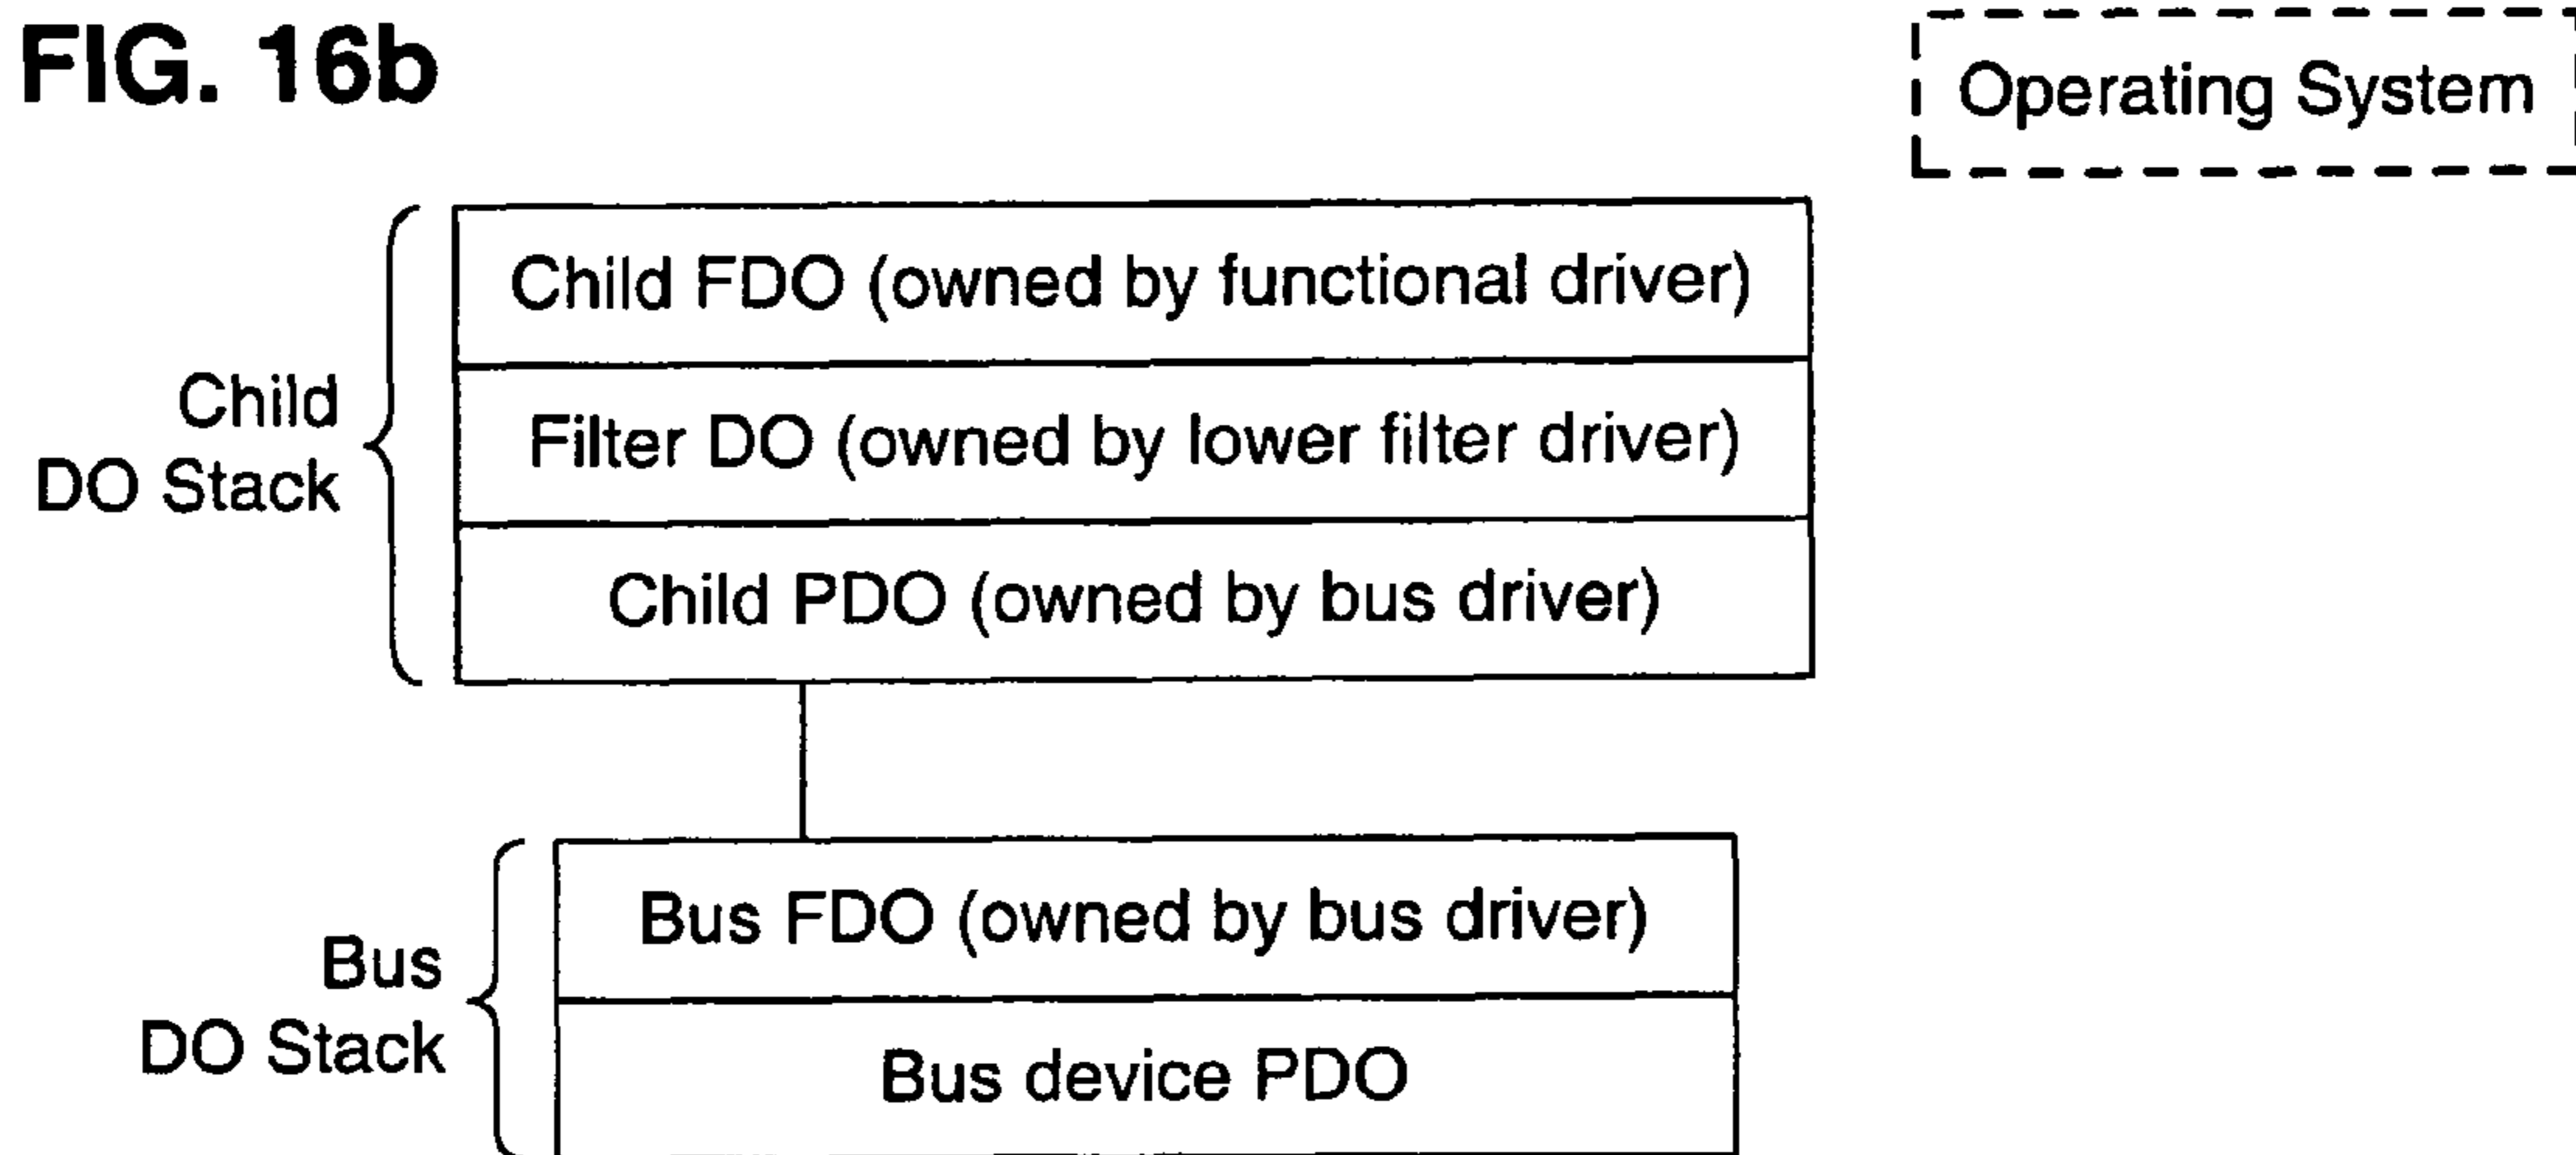 FIG. 16b
Operating System
Child FDO (owned by functional driver)
Child
DO Stack
Filter DO (owned by lower filter driver)
Child PDO (owned by bus driver)
Bus FDO (owned by bus driver)
Bus
DO Stack
Bus device PDO